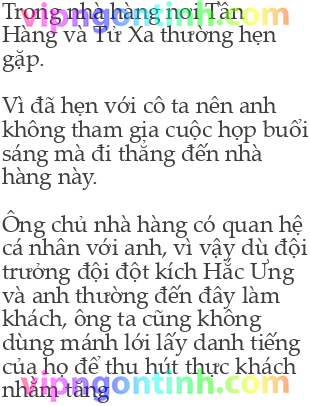 Trong nhà hàng nơi Tần
Hàng và Tử Xa thường hẹn
gặp.
Vì đã hẹn với cô ta nên anh
không tham gia cuộc họp buổi
sáng mà đi thẳng đến nhà
hàng này.
Ông chủ nhà hàng có quan hệ
cá nhân với anh, vì vậy dù đội
trưởng đội đột kích Hắc Ưng
và anh thường đến đây làm
khách, ông ta cũng không
dùng mánh lới lấy danh tiếng
của họ để thu hút thực khách
nhằm tăng
vipngontinh.com
vipngontinh.com